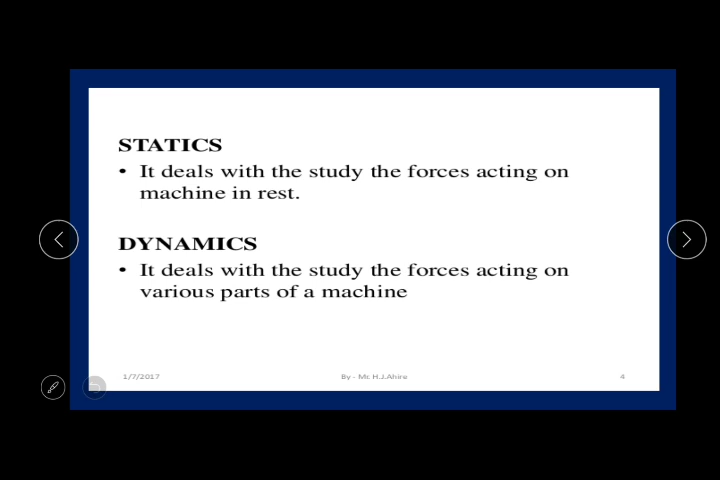 STATICS
• It deals with the study the forces acting on
machine in rest.
DYNAMICS
• It deals with the study the forces acting on
various parts of a machine
1/7/2017
By - Mr. H.J.Ahire
4